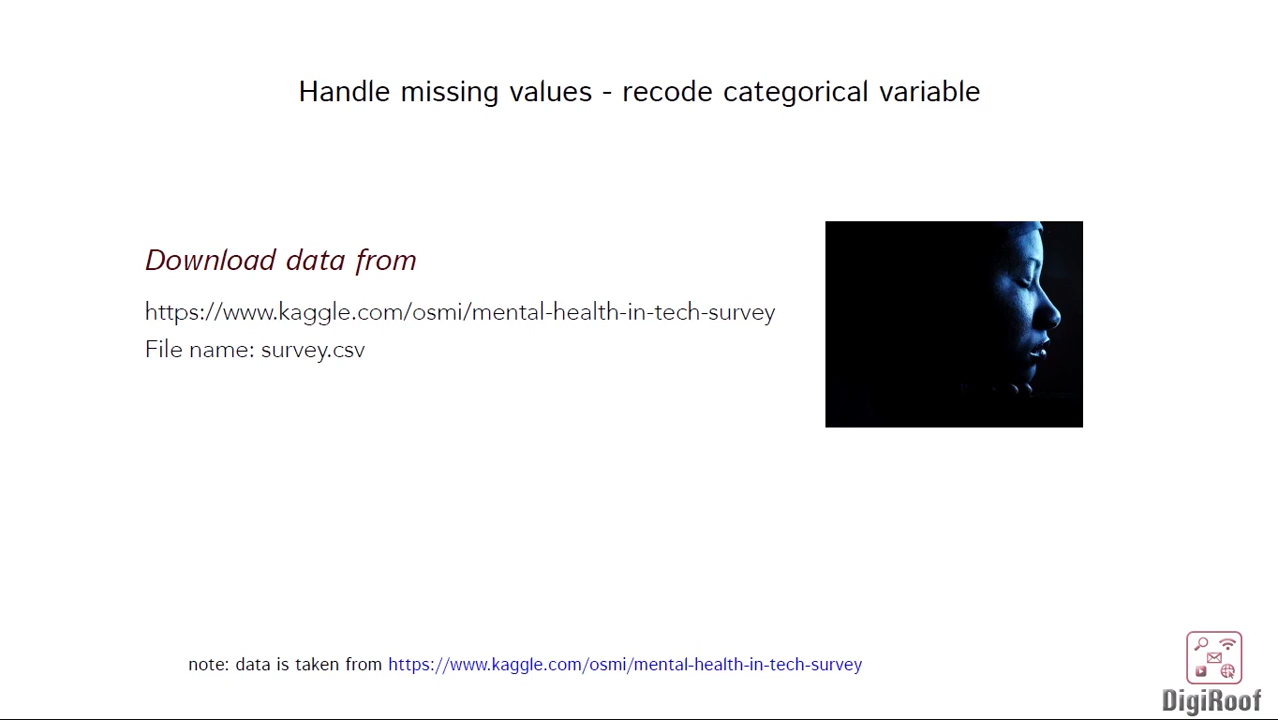 Handle missing values - recode categorical variable
Download data from
https://www.kaggle.com/osmi/mental-health-in-tech-survey
File name: survey.csv
note: data is taken from https://www.kaggle.com/osmi/mental-health-in-tech-survey
DigiRoof